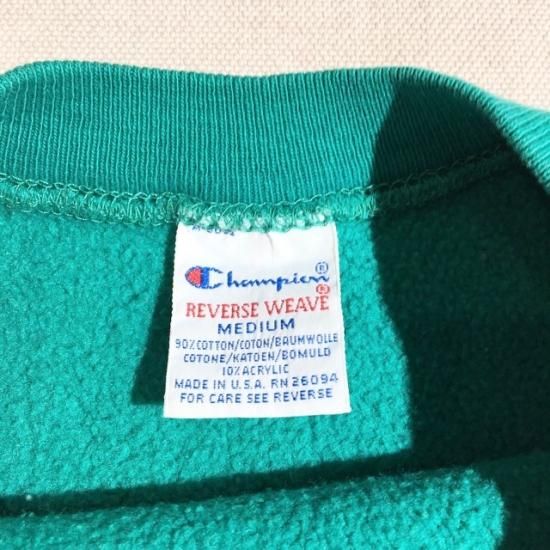 Champion ®
REVERSE WEAVE ®
MEDIUM
90% COTTON/COTON/BAUMWOLLE
COTONE/KATOEN/BOMULD
10% ACRYLIC
MADE IN U.S.A. RN 26094
FOR CARE SEE REVERSE